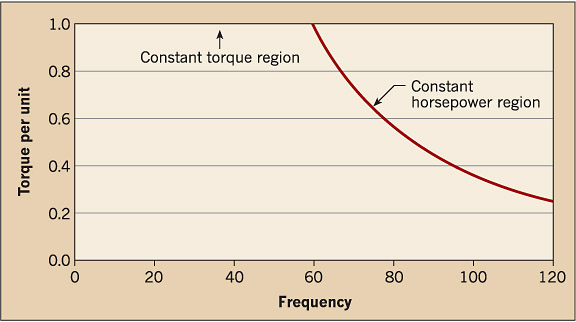 1.0
Constant torque region
0.8
Constant
horsepower region
0.6
0.4
0.2
0.0
Torque per unit
0 20 40 60 80 100 120
Frequency